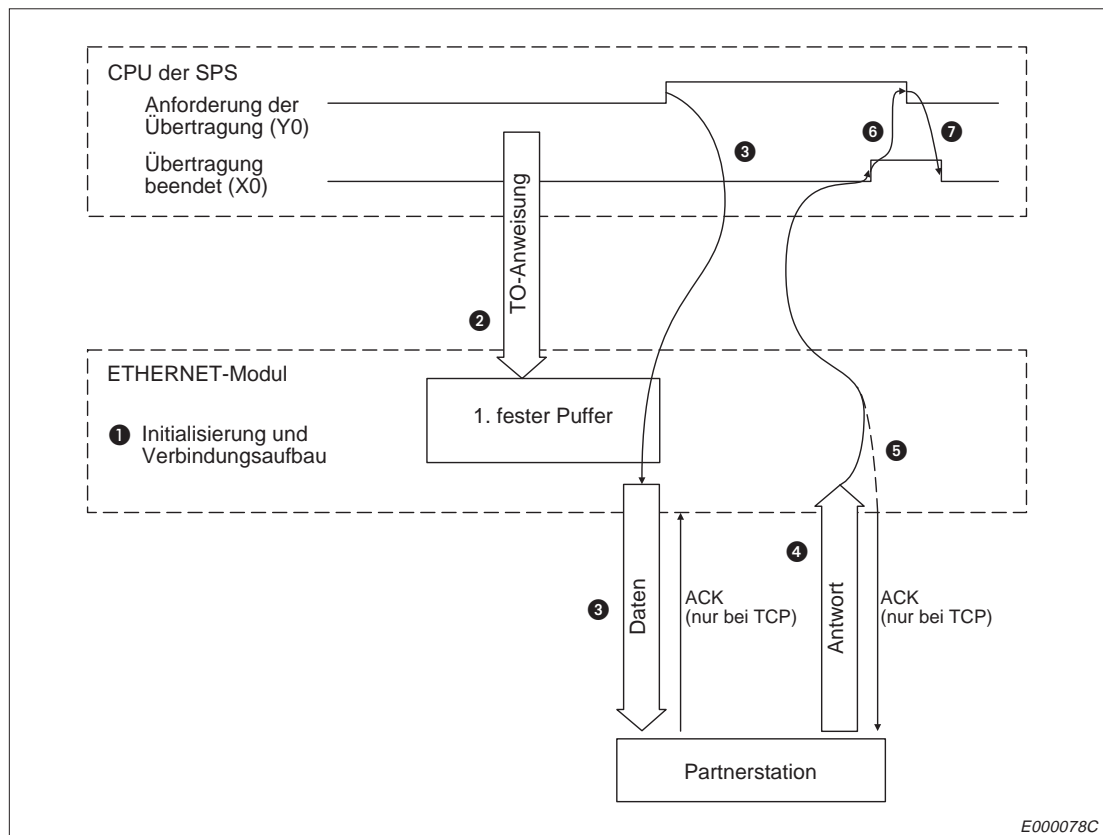 CPU der SPS
Anforderung der
Übertragung (Y0)
Übertragung
beendet (X0)
❸
❻
❼
TO-Anweisung
❷
ETHERNET-Modul
1. fester Puffer
❶ Initialisierung und
Verbindungsaufbau
❺
❸
Daten
ACK
(nur bei TCP)
❹
Antwort
ACK
(nur bei TCP)
Partnerstation
E000078C